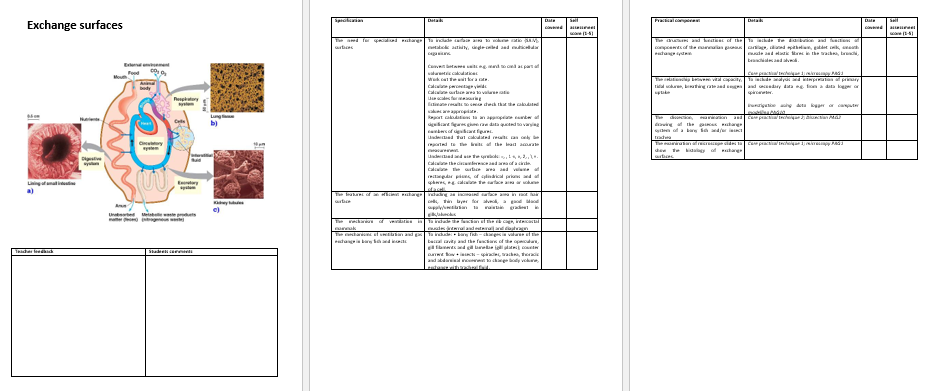 Exchange surfaces
External environment
Food
CO₂
O₂
Mouth
Animal body
Respiratory system
0.5 cm
Nutrients
Heart
Cells
Lung tissue
b)
Circulatory system
10 µm
Digestive system
Interstitial fluid
Excretory system
Lining of small intestine
a)
Kidney tubules
c)
Anus
Unabsorbed matter (feces)
Metabolic waste products (nitrogenous waste)
Teacher feedback
Students comments
Specification
Details
Date covered
Self assessment score (1-5)
The need for specialised exchange
surfaces
To include surface area to volume ratio (SA:V),
metabolic activity, single-celled and multicellular
organisms.
Convert between units e.g. mm3 to cm3 as part of
volumetric calculations
Work out the unit for a rate.
Calculate percentage yields
Calculate surface area to volume ratio
Use scales for measuring
Estimate results to sense check that the calculated
values are appropriate.
Report calculations to an appropriate number of
significant figures given raw data quoted to varying
numbers of significant figures.
Understand that calculated results can only be
reported to the limits of the least accurate
measurement.
Understand and use the symbols:
Calculate the circumference and area of a circle.
Calculate the surface area and volume of
rectangular prisms, of cylindrical prisms and of
spheres, e.g. calculate the surface area or volume
of a cell.
The features of an efficient exchange
surface
including an increased surface area in root hair
cells, thin layer for alveoli, a good blood
supply/ventilation to maintain gradient in
gills/alveolus
The mechanism of ventilation in
mammals
To include the function of the rib cage, intercostal
muscles (internal and external) and diaphragm
The mechanisms of ventilation and gas
exchange in bony fish and insects
To include: • bony fish – changes in volume of the
buccal cavity and the functions of the operculum,
gill filaments and gill lamellae (gill plates); counter
current flow • insects – spiracles, trachea, thoracic
and abdominal movement to change body volume,
exchange with tracheal fluid
Practical component
Details
Date covered
Self assessment score (1-5)
The structures and functions of the
components of the mammalian gaseous
exchange system
To include the distribution and functions of
cartilage, ciliated epithelium, goblet cells, smooth
muscle and elastic fibres in the trachea, bronchi,
bronchioles and alveoli.
Core practical technique 1; microscopy PAG1
The relationship between vital capacity,
tidal volume, breathing rate and oxygen
uptake
To include analysis and interpretation of primary
and secondary data e.g. from a data logger or
spirometer.
Investigation using data logger or computer
modelling PAG10
The dissection, examination and
drawing of the gaseous exchange
system of a bony fish and/or insect
trachea
Core practical technique 2; Dissection PAG2
The examination of microscope slides to
show the histology of exchange
surfaces.
Core practical technique 1; microscopy PAG1